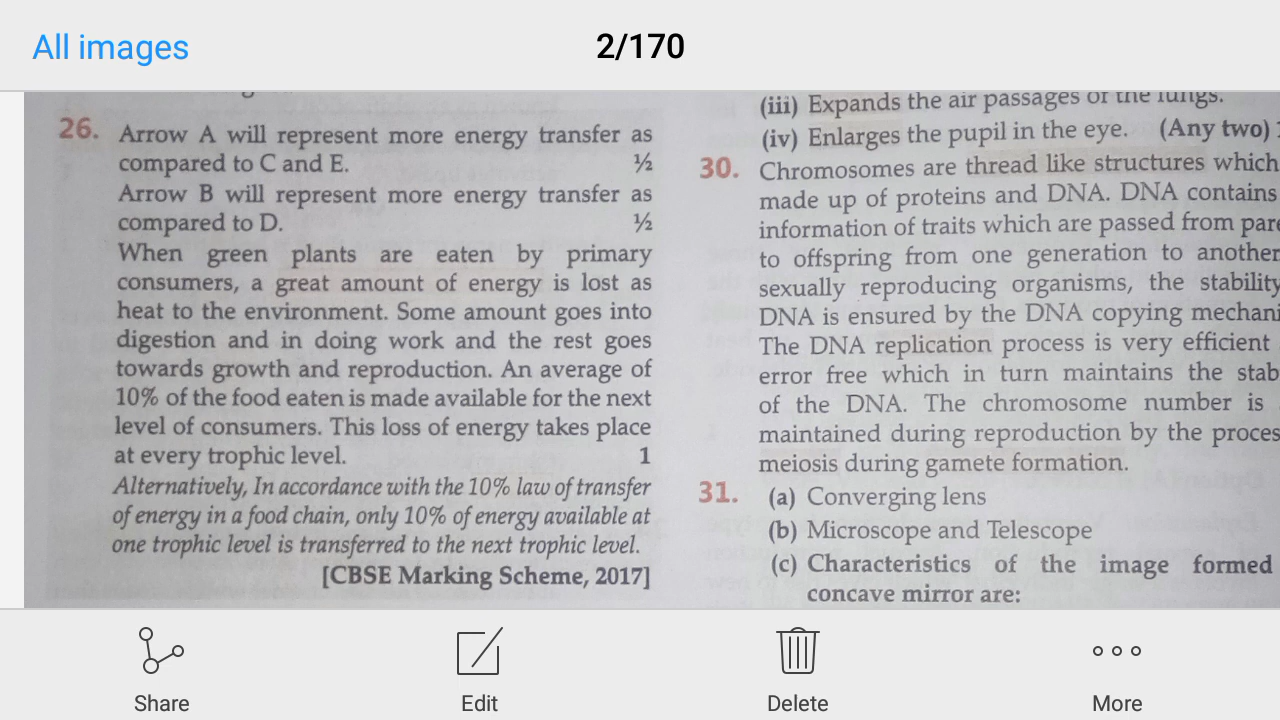 All images
2/170
26. Arrow A will represent more energy transfer as
compared to C and E. ½
Arrow B will represent more energy transfer as
compared to D. ½
When green plants are eaten by primary
consumers, a great amount of energy is lost as
heat to the environment. Some amount goes into
digestion and in doing work and the rest goes
towards growth and reproduction. An average of
10% of the food eaten is made available for the next
level of consumers. This loss of energy takes place
at every trophic level. 1
Alternatively, In accordance with the 10% law of transfer
of energy in a food chain, only 10% of energy available at
one trophic level is transferred to the next trophic level.
[CBSE Marking Scheme, 2017]
(iii) Expands the air passages of the lungs.
(iv) Enlarges the pupil in the eye. (Any two)
30. Chromosomes are thread like structures which
made up of proteins and DNA. DNA contains
information of traits which are passed from
to offspring from one generation to another
sexually reproducing organisms, the stability
DNA is ensured by the DNA copying
The DNA replication process is very efficient
error free which in turn maintains the
of the DNA. The chromosome number is
maintained during reproduction by the
meiosis during gamete formation.
31. (a) Converging lens
(b) Microscope and Telescope
(c) Characteristics of the image formed
concave mirror are:
Share
Edit
Delete
More